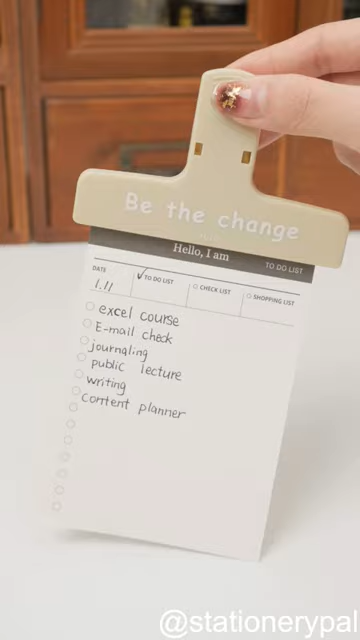 Be the change
Hello, I am
TO DO LIST
DATE
✓ TO DO LIST
CHECK LIST
SHOPPING LIST
1.11
excel course
E-mail check
journaling
public lecture
writing
content planner
@stationerypal